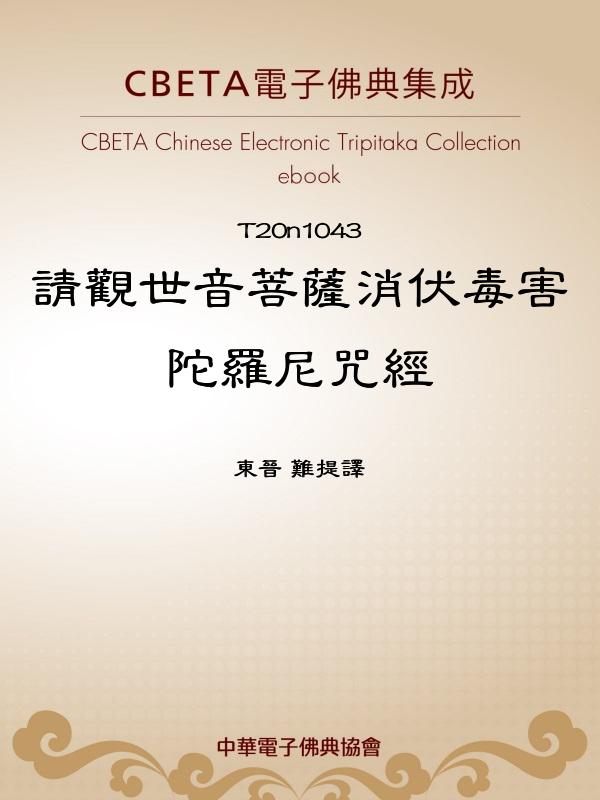 CBETA電子佛典集成
CBETA Chinese Electronic Tripitaka Collection
ebook
T20n1043
請觀世音菩薩消伏毒害
陀羅尼咒經
東晉 難提譯
中華電子佛典協會